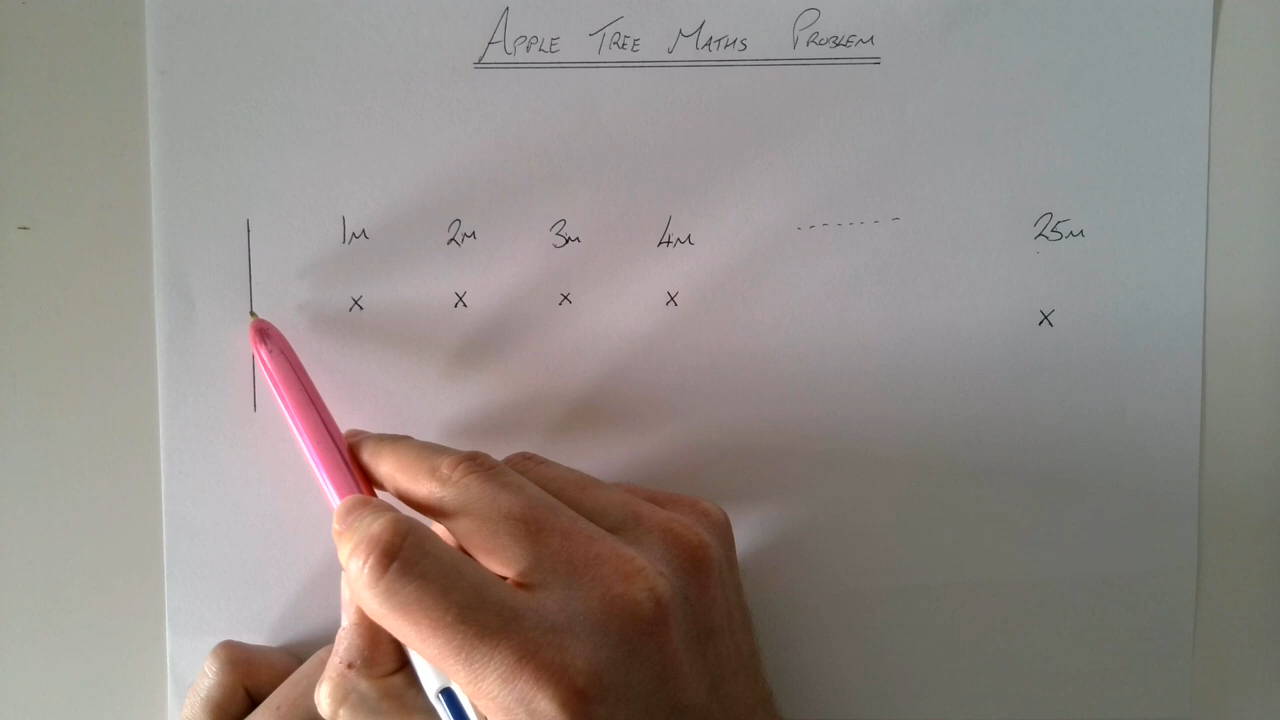 APPLE TREE MATHS PROBLEM
1M 2M 3M 4M -------- 25M
x x x x x